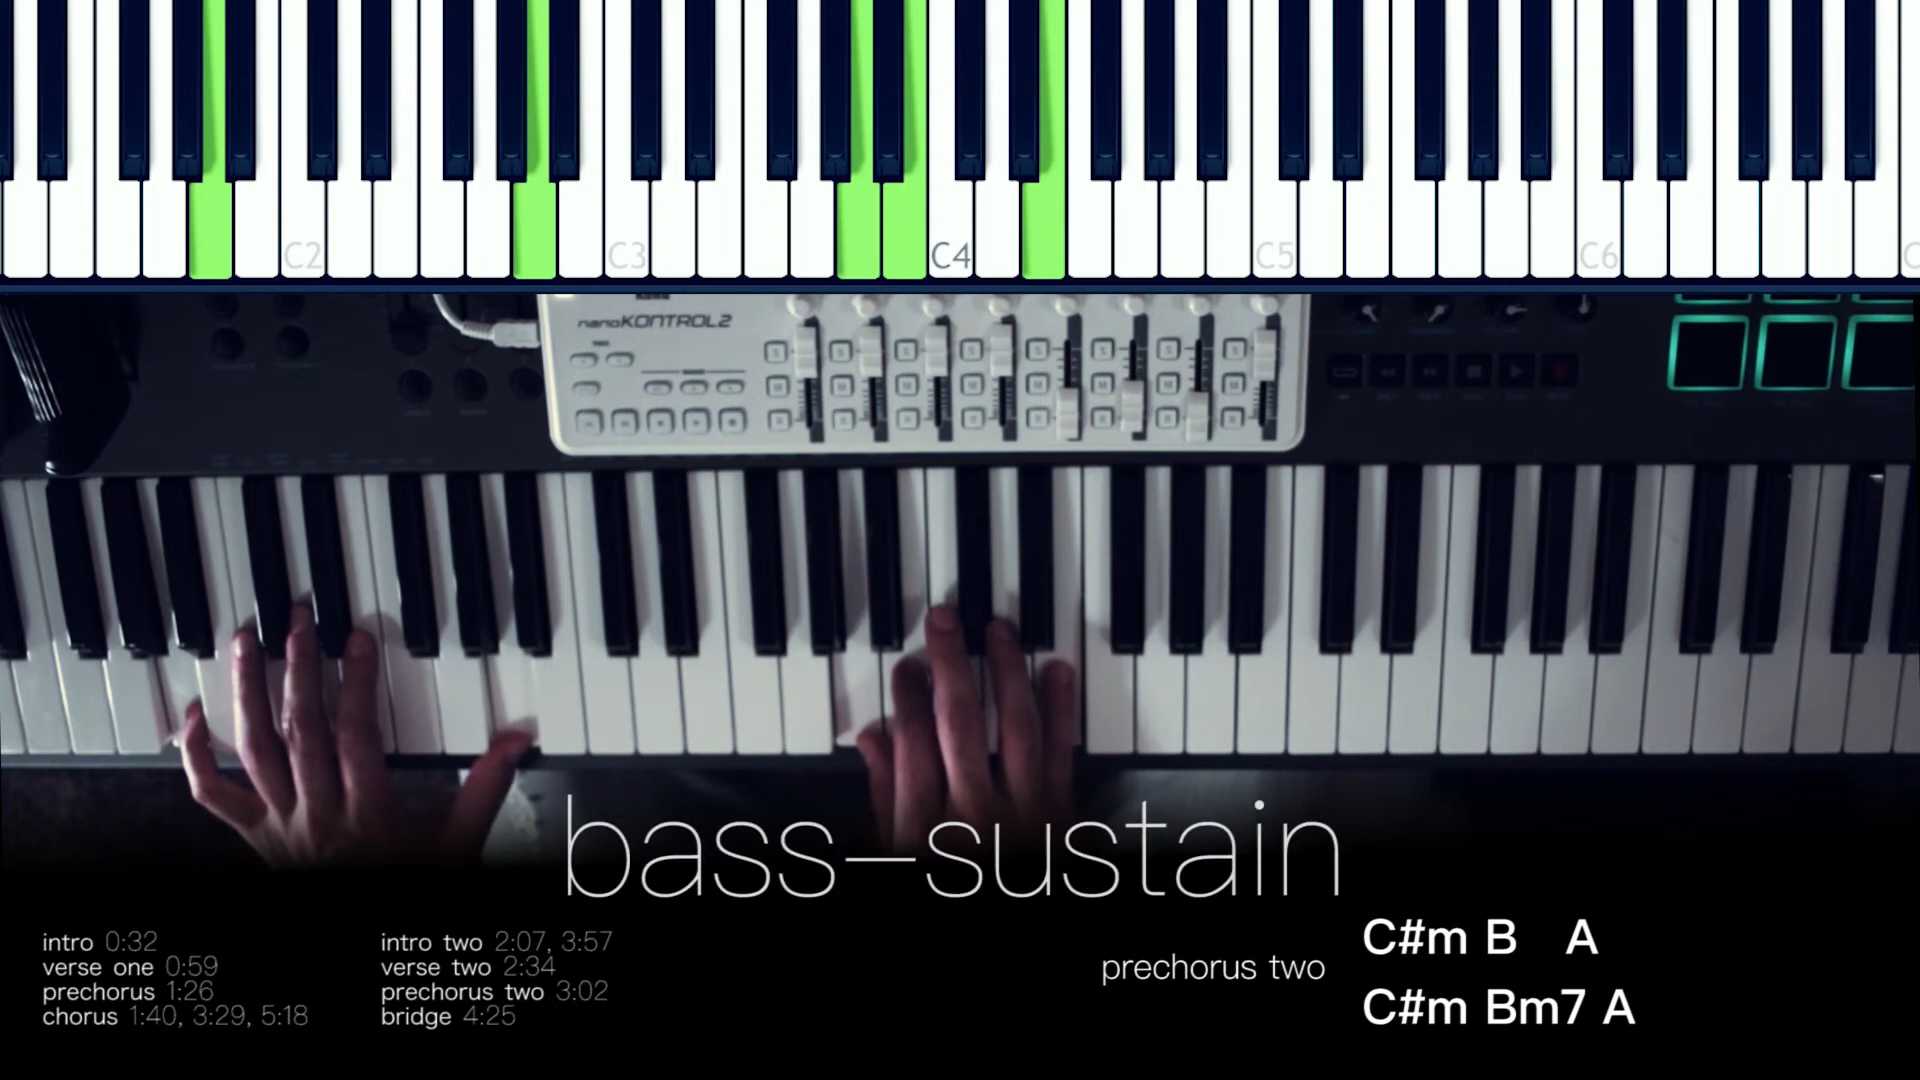 C2 C3 C4 C5 C6
nanoKONTROL2
bass–sustain
intro 0:32
verse one 0:59
prechorus 1:26
chorus 1:40, 3:29, 5:18
intro two 2:07, 3:57
verse two 2:34
prechorus two 3:02
bridge 4:25
prechorus two
C#m B A
C#m Bm7 A